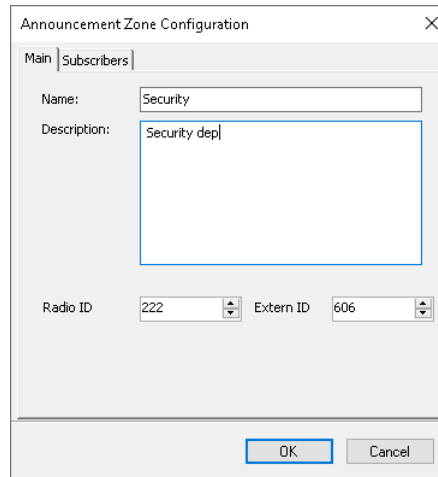 Announcement Zone Configuration
Main Subscribers
Name: Security
Description: Security dep
Radio ID 222 Extern ID 606
OK Cancel